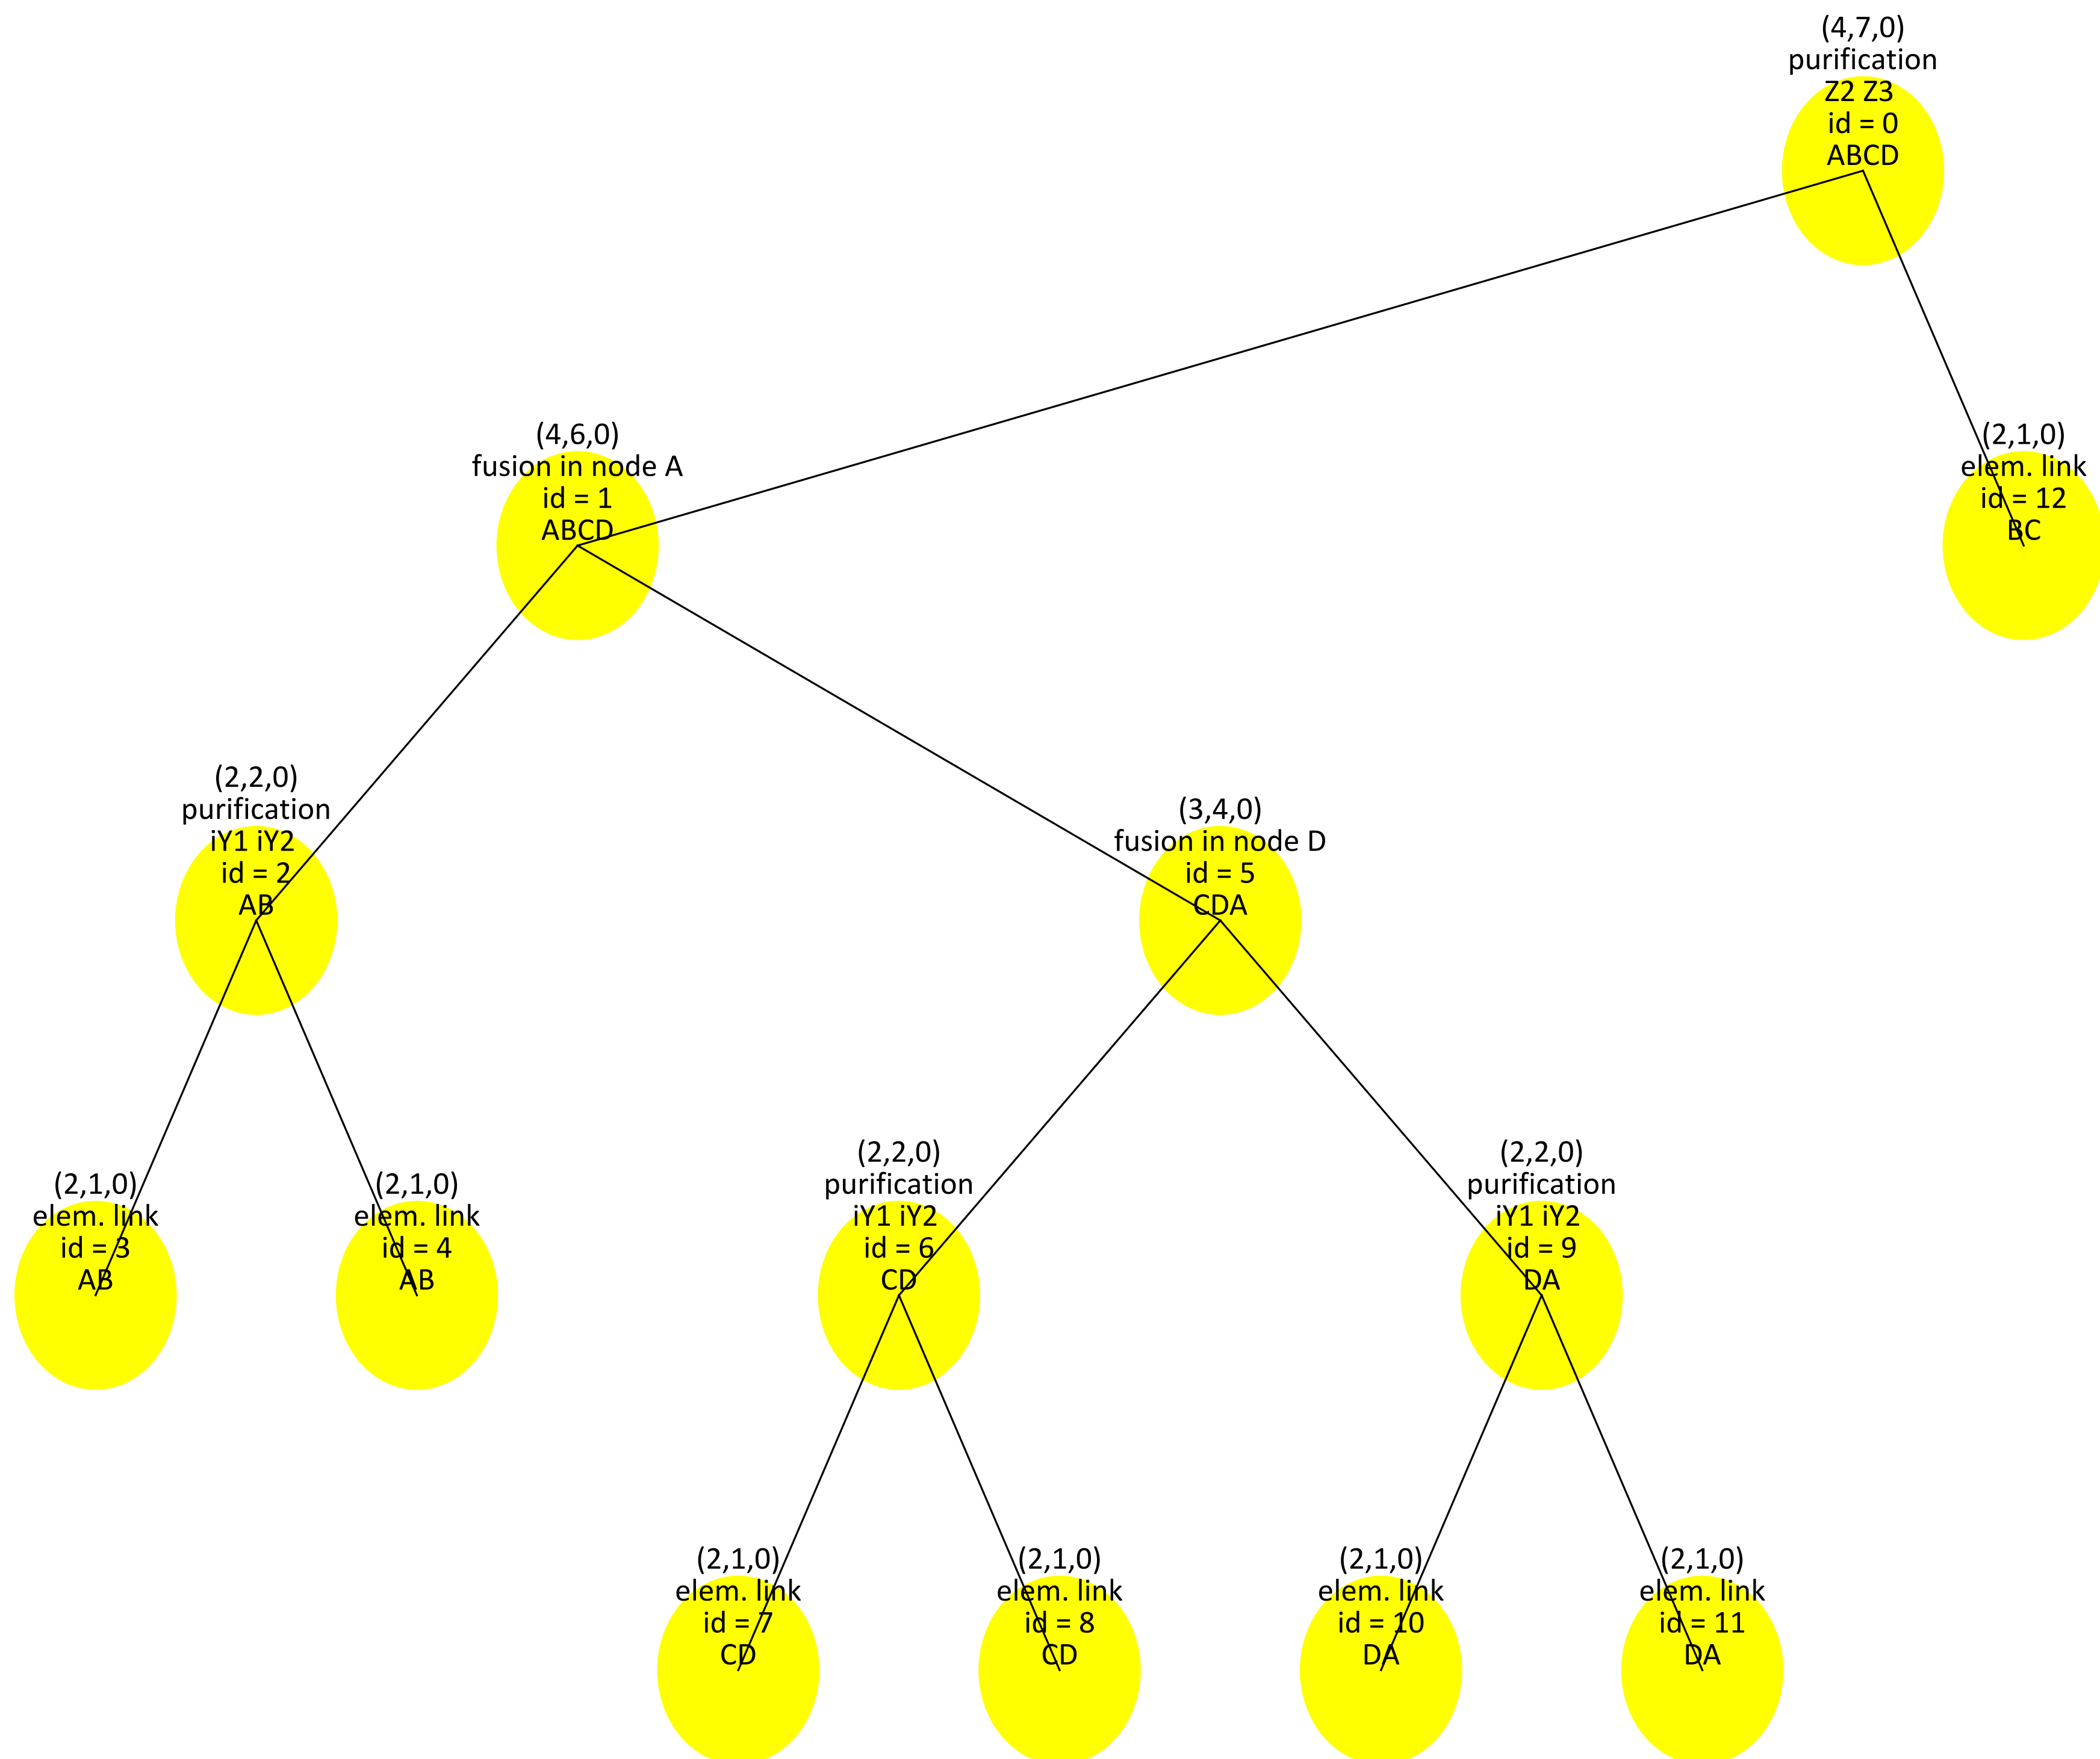 (4,7,0)
purification
Z2 Z3
id = 0
ABCD
(4,6,0)
fusion in node A
id = 1
ABCD
(2,1,0)
elem. link
id = 12
BC
(2,2,0)
purification
iY1 iY2
id = 2
AB
(3,4,0)
fusion in node D
id = 5
CDA
(2,1,0)
elem. link
id = 3
AB
(2,1,0)
elem. link
id = 4
AB
(2,2,0)
purification
iY1 iY2
id = 6
CD
(2,2,0)
purification
iY1 iY2
id = 9
DA
(2,1,0)
elem. link
id = 7
CD
(2,1,0)
elem. link
id = 8
CD
(2,1,0)
elem. link
id = 10
DA
(2,1,0)
elem. link
id = 11
DA